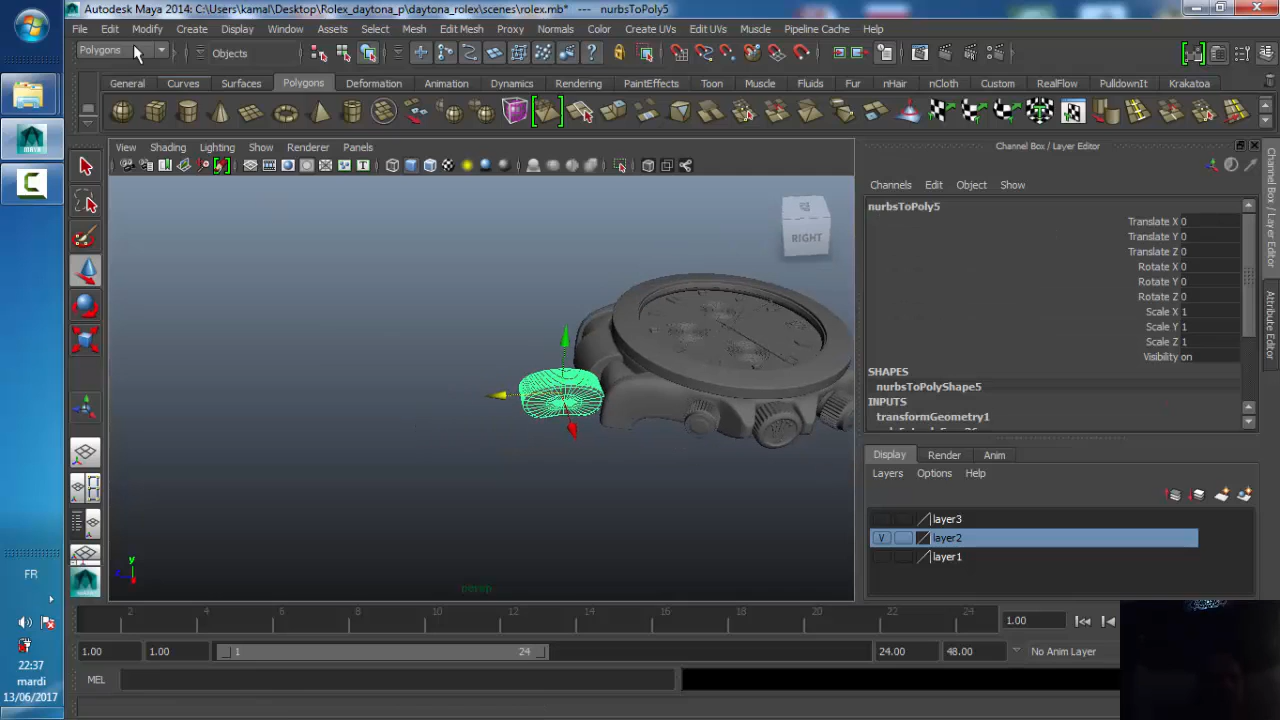 Autodesk Maya 2014: C:\Users\kamal\Desktop\Rolex_daytona_p\daytona_rolex\scenes\rolex.mb* --- nurbsToPoly5
File Edit Modify Create Display Window Assets Select Mesh Edit Mesh Proxy Normals Color Create UVs Edit UVs Muscle Pipeline Cache Help
Polygons Objects
General Curves Surfaces Polygons Deformation Animation Dynamics Rendering PaintEffects Toon Muscle Fluids Fur nHair nCloth Custom RealFlow PulldownIt Krakatoa
View Shading Lighting Show Renderer Panels
Channel Box / Layer Editor
Channels Edit Object Show
nurbsToPoly5
Translate X 0
Translate Y 0
Translate Z 0
Rotate X 0
Rotate Y 0
Rotate Z 0
Scale X 1
Scale Y 1
Scale Z 1
Visibility on
SHAPES
nurbsToPolyShape5
INPUTS
transformGeometry1
RIGHT
Display Render Anim
Layers Options Help
layer3
V layer2
layer1
y
persp
2 4 6 8 10 12 14 16 18 20 22 24
1.00
1.00 1.00 1 24 24.00 48.00 No Anim Layer
MEL
Channel Box / Layer Editor
Attribute Editor
FR
22:37
mardi
13/06/2017